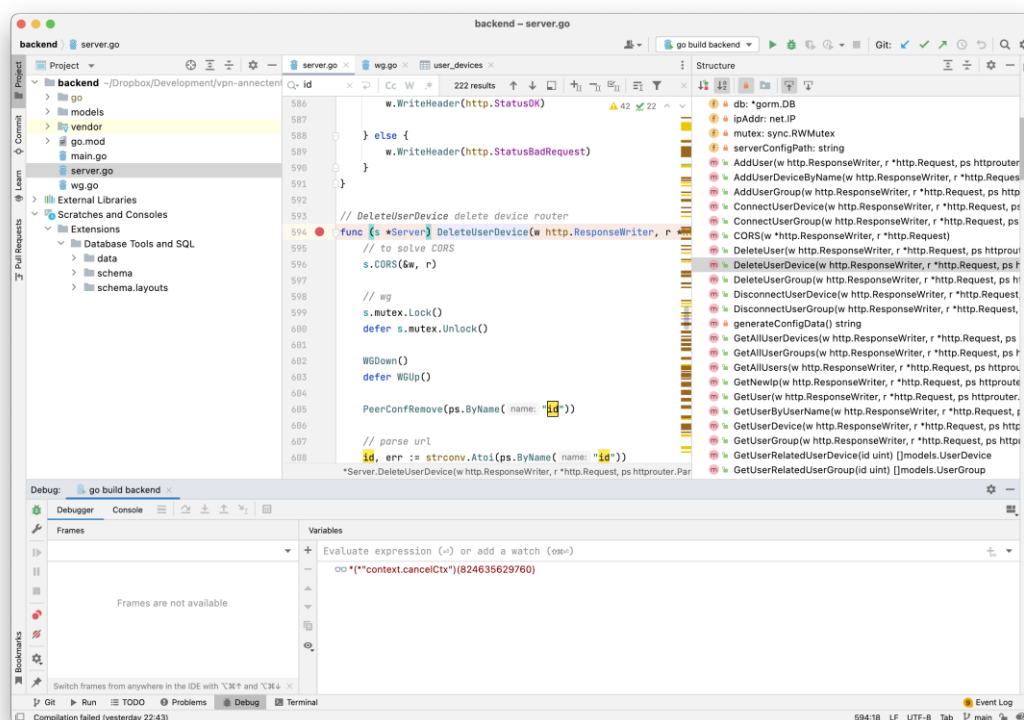 backend – server.go
backend
server.go
go build backend
Git:
Project
Commit
Learn
Pull Requests
Bookmarks
Project
backend ~/Dropbox/Development/vpn-annectent
go
models
vendor
go.mod
main.go
server.go
wg.go
External Libraries
Scratches and Consoles
Extensions
Database Tools and SQL
data
schema
schema.layouts
server.go
wg.go
user_devices
id
Cc
W
.*
222 results
42
22
586 w.WriteHeader(http.StatusOK)
587
588 } else {
589 w.WriteHeader(http.StatusBadRequest)
590 }
591 }
592
593 // DeleteUserDevice delete device router
594 func (s *Server) DeleteUserDevice(w http.ResponseWriter, r *
595 // to solve CORS
596 s.CORS(&w, r)
597
598 // wg
599 s.mutex.Lock()
600 defer s.mutex.Unlock()
601
602 WGDown()
603 defer WGUp()
604
605 PeerConfRemove(ps.ByName( name: "id"))
606
607 // parse url
608 id, err := strconv.Atoi(ps.ByName( name: "id"))
*Server.DeleteUserDevice(w http.ResponseWriter, r *http.Request, ps httprouter.Par
Structure
db: *gorm.DB
ipAddr: net.IP
mutex: sync.RWMutex
serverConfigPath: string
AddUser(w http.ResponseWriter, r *http.Request, ps httprouter
AddUserDeviceByName(w http.ResponseWriter, r *http.Request,
AddUserGroup(w http.ResponseWriter, r *http.Request, ps http
ConnectUserDevice(w http.ResponseWriter, r *http.Request, ps
ConnectUserGroup(w http.ResponseWriter, r *http.Request, ps
CORS(w *http.ResponseWriter, r *http.Request)
DeleteUser(w http.ResponseWriter, r *http.Request, ps httprout
DeleteUserDevice(w http.ResponseWriter, r *http.Request, ps h
DeleteUserGroup(w http.ResponseWriter, r *http.Request, ps ht
DisconnectUserDevice(w http.ResponseWriter, r *http.Request,
DisconnectUserGroup(w http.ResponseWriter, r *http.Request,
generateConfigData() string
GetAllUserDevices(w http.ResponseWriter, r *http.Request, ps
GetAllUserGroups(w http.ResponseWriter, r *http.Request, ps h
GetAllUsers(w http.ResponseWriter, r *http.Request, ps httprou
GetNewIp(w http.ResponseWriter, r *http.Request, ps httproute
GetUser(w http.ResponseWriter, r *http.Request, ps httprouter.
GetUserByUserName(w http.ResponseWriter, r *http.Request, p
GetUserDevice(w http.ResponseWriter, r *http.Request, ps http
GetUserGroup(w http.ResponseWriter, r *http.Request, ps http
GetUserRelatedUserDevice(id uint) []models.UserDevice
GetUserRelatedUserGroup(id uint) []models.UserGroup
Debug:
go build backend
Debugger
Console
Frames
Frames are not available
Switch frames from anywhere in the IDE with ⌥⌘↑ and ⌥⌘↓
Variables
Evaluate expression (⏎) or add a watch (⇧⌘⏎)
*(*"context.cancelCtx")(824635629760)
Git
Run
TODO
Problems
Debug
Terminal
Event Log
Compilation failed (yesterday 22:43)
594:18
LF
UTF-8
Tab
main